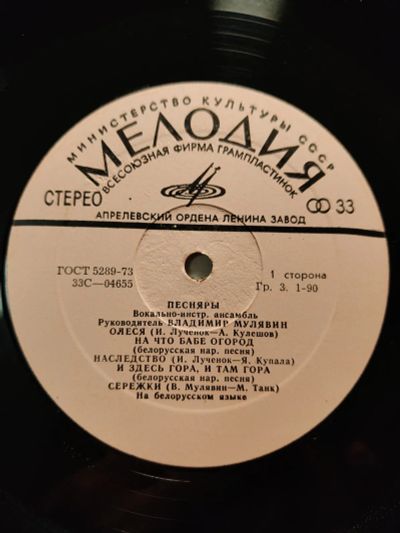 МИНИСТЕРСТВО КУЛЬТУРЫ СССР
МЕЛОДИЯ
ВСЕСОЮЗНАЯ ФИРМА ГРАМПЛАСТИНОК
СТЕРЕО
33
АПРЕЛЕВСКИЙ ОРДЕНА ЛЕНИНА ЗАВОД
ГОСТ 5289-73
33С—04655
1 сторона
Гр. 3. 1-90
ПЕСНЯРЫ
Вокально-инстр. ансамбль
Руководитель ВЛАДИМИР МУЛЯВИН
ОЛЕСЯ (И. Лученок—А. Кулешов)
НА ЧТО БАБЕ ОГОРОД
(белорусская нар. песня)
НАСЛЕДСТВО (И. Лученок—Я. Купала)
И ЗДЕСЬ ГОРА, И ТАМ ГОРА
(белорусская нар. песня)
СЕРЕЖКИ (В. Мулявин—М. Танк)
На белорусском языке